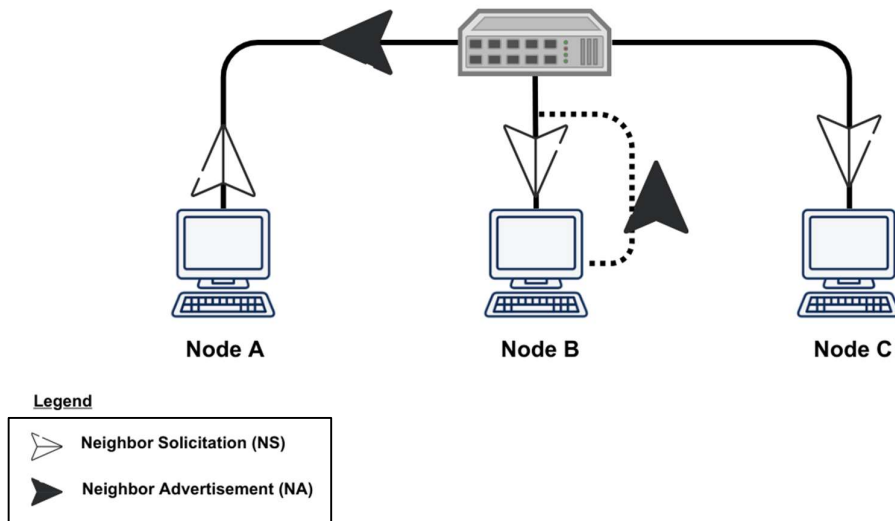 Node A
Node B
Node C
Legend
Neighbor Solicitation (NS)
Neighbor Advertisement (NA)